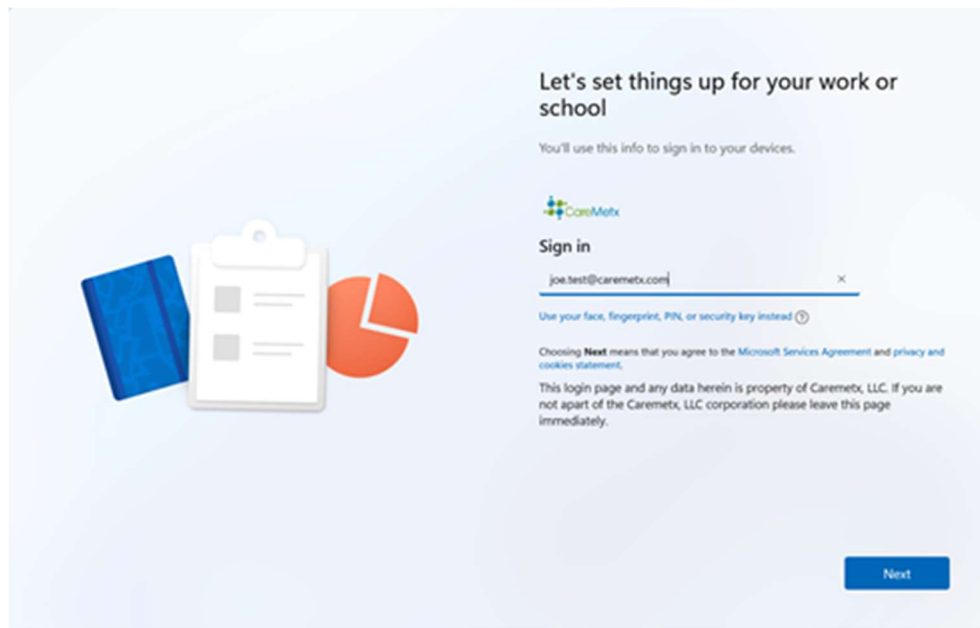 Let's set things up for your work or
school
You'll use this info to sign in to your devices.
CareMetx
Sign in
joe.test@caremetx.com
Use your face, fingerprint, PIN, or security key instead
Choosing Next means that you agree to the Microsoft Services Agreement and privacy and
cookies statement.
This login page and any data herein is property of Caremetx, LLC. If you are
not apart of the Caremetx, LLC corporation please leave this page
immediately.
Next